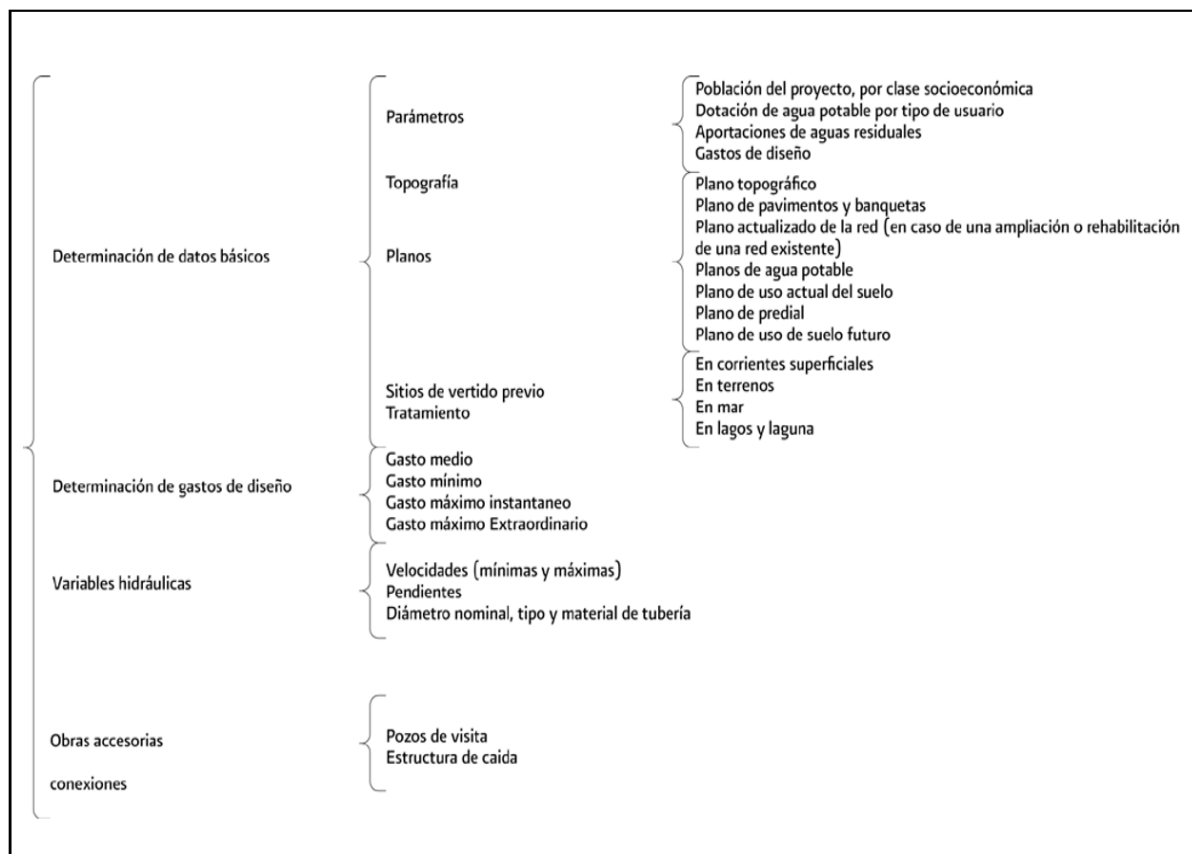 Determinación de datos básicos
Parámetros
Población del proyecto, por clase socioeconómica
Dotación de agua potable por tipo de usuario
Aportaciones de aguas residuales
Gastos de diseño
Topografía
Planos
Plano topográfico
Plano de pavimentos y banquetas
Plano actualizado de la red (en caso de una ampliación o rehabilitación
de una red existente)
Planos de agua potable
Plano de uso actual del suelo
Plano de predial
Plano de uso de suelo futuro
Sitios de vertido previo
Tratamiento
En corrientes superficiales
En terrenos
En mar
En lagos y laguna
Determinación de gastos de diseño
Gasto medio
Gasto mínimo
Gasto máximo instantaneo
Gasto máximo Extraordinario
Variables hidráulicas
Velocidades (mínimas y máximas)
Pendientes
Diámetro nominal, tipo y material de tubería
Obras accesorias
conexiones
Pozos de visita
Estructura de caida